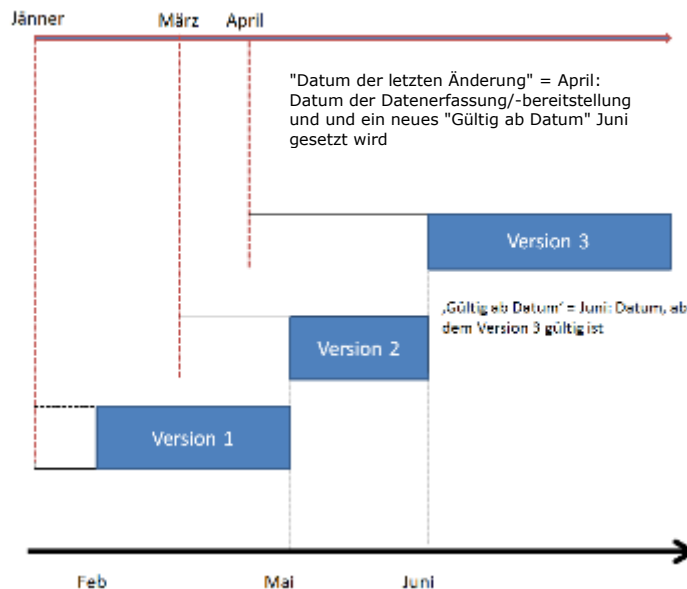 Jänner März April
"Datum der letzten Änderung" = April:
Datum der Datenerfassung/-bereitstellung
und und ein neues "Gültig ab Datum" Juni
gesetzt wird
Version 3
„Gültig ab Datum“ = Juni: Datum, ab
dem Version 3 gültig ist
Version 2
Version 1
Feb Mai Juni